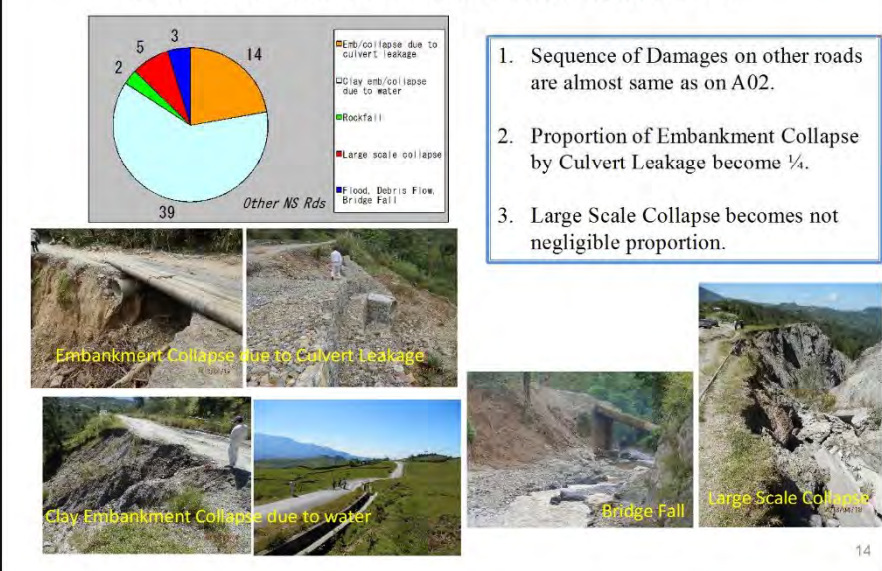 3
5
14
2
39
Emb/collapse due to
culvert leakage
Clay emb/collapse
due to water
Rockfall
Large scale collapse
Flood, Debris Flow,
Bridge Fall
Other NS Rds
1. Sequence of Damages on other roads
are almost same as on A02.
2. Proportion of Embankment Collapse
by Culvert Leakage become ¼.
3. Large Scale Collapse becomes not
negligible proportion.
Embankment Collapse due to Culvert Leakage
Clay Embankment Collapse due to water
Bridge Fall
Large Scale Collapse
14